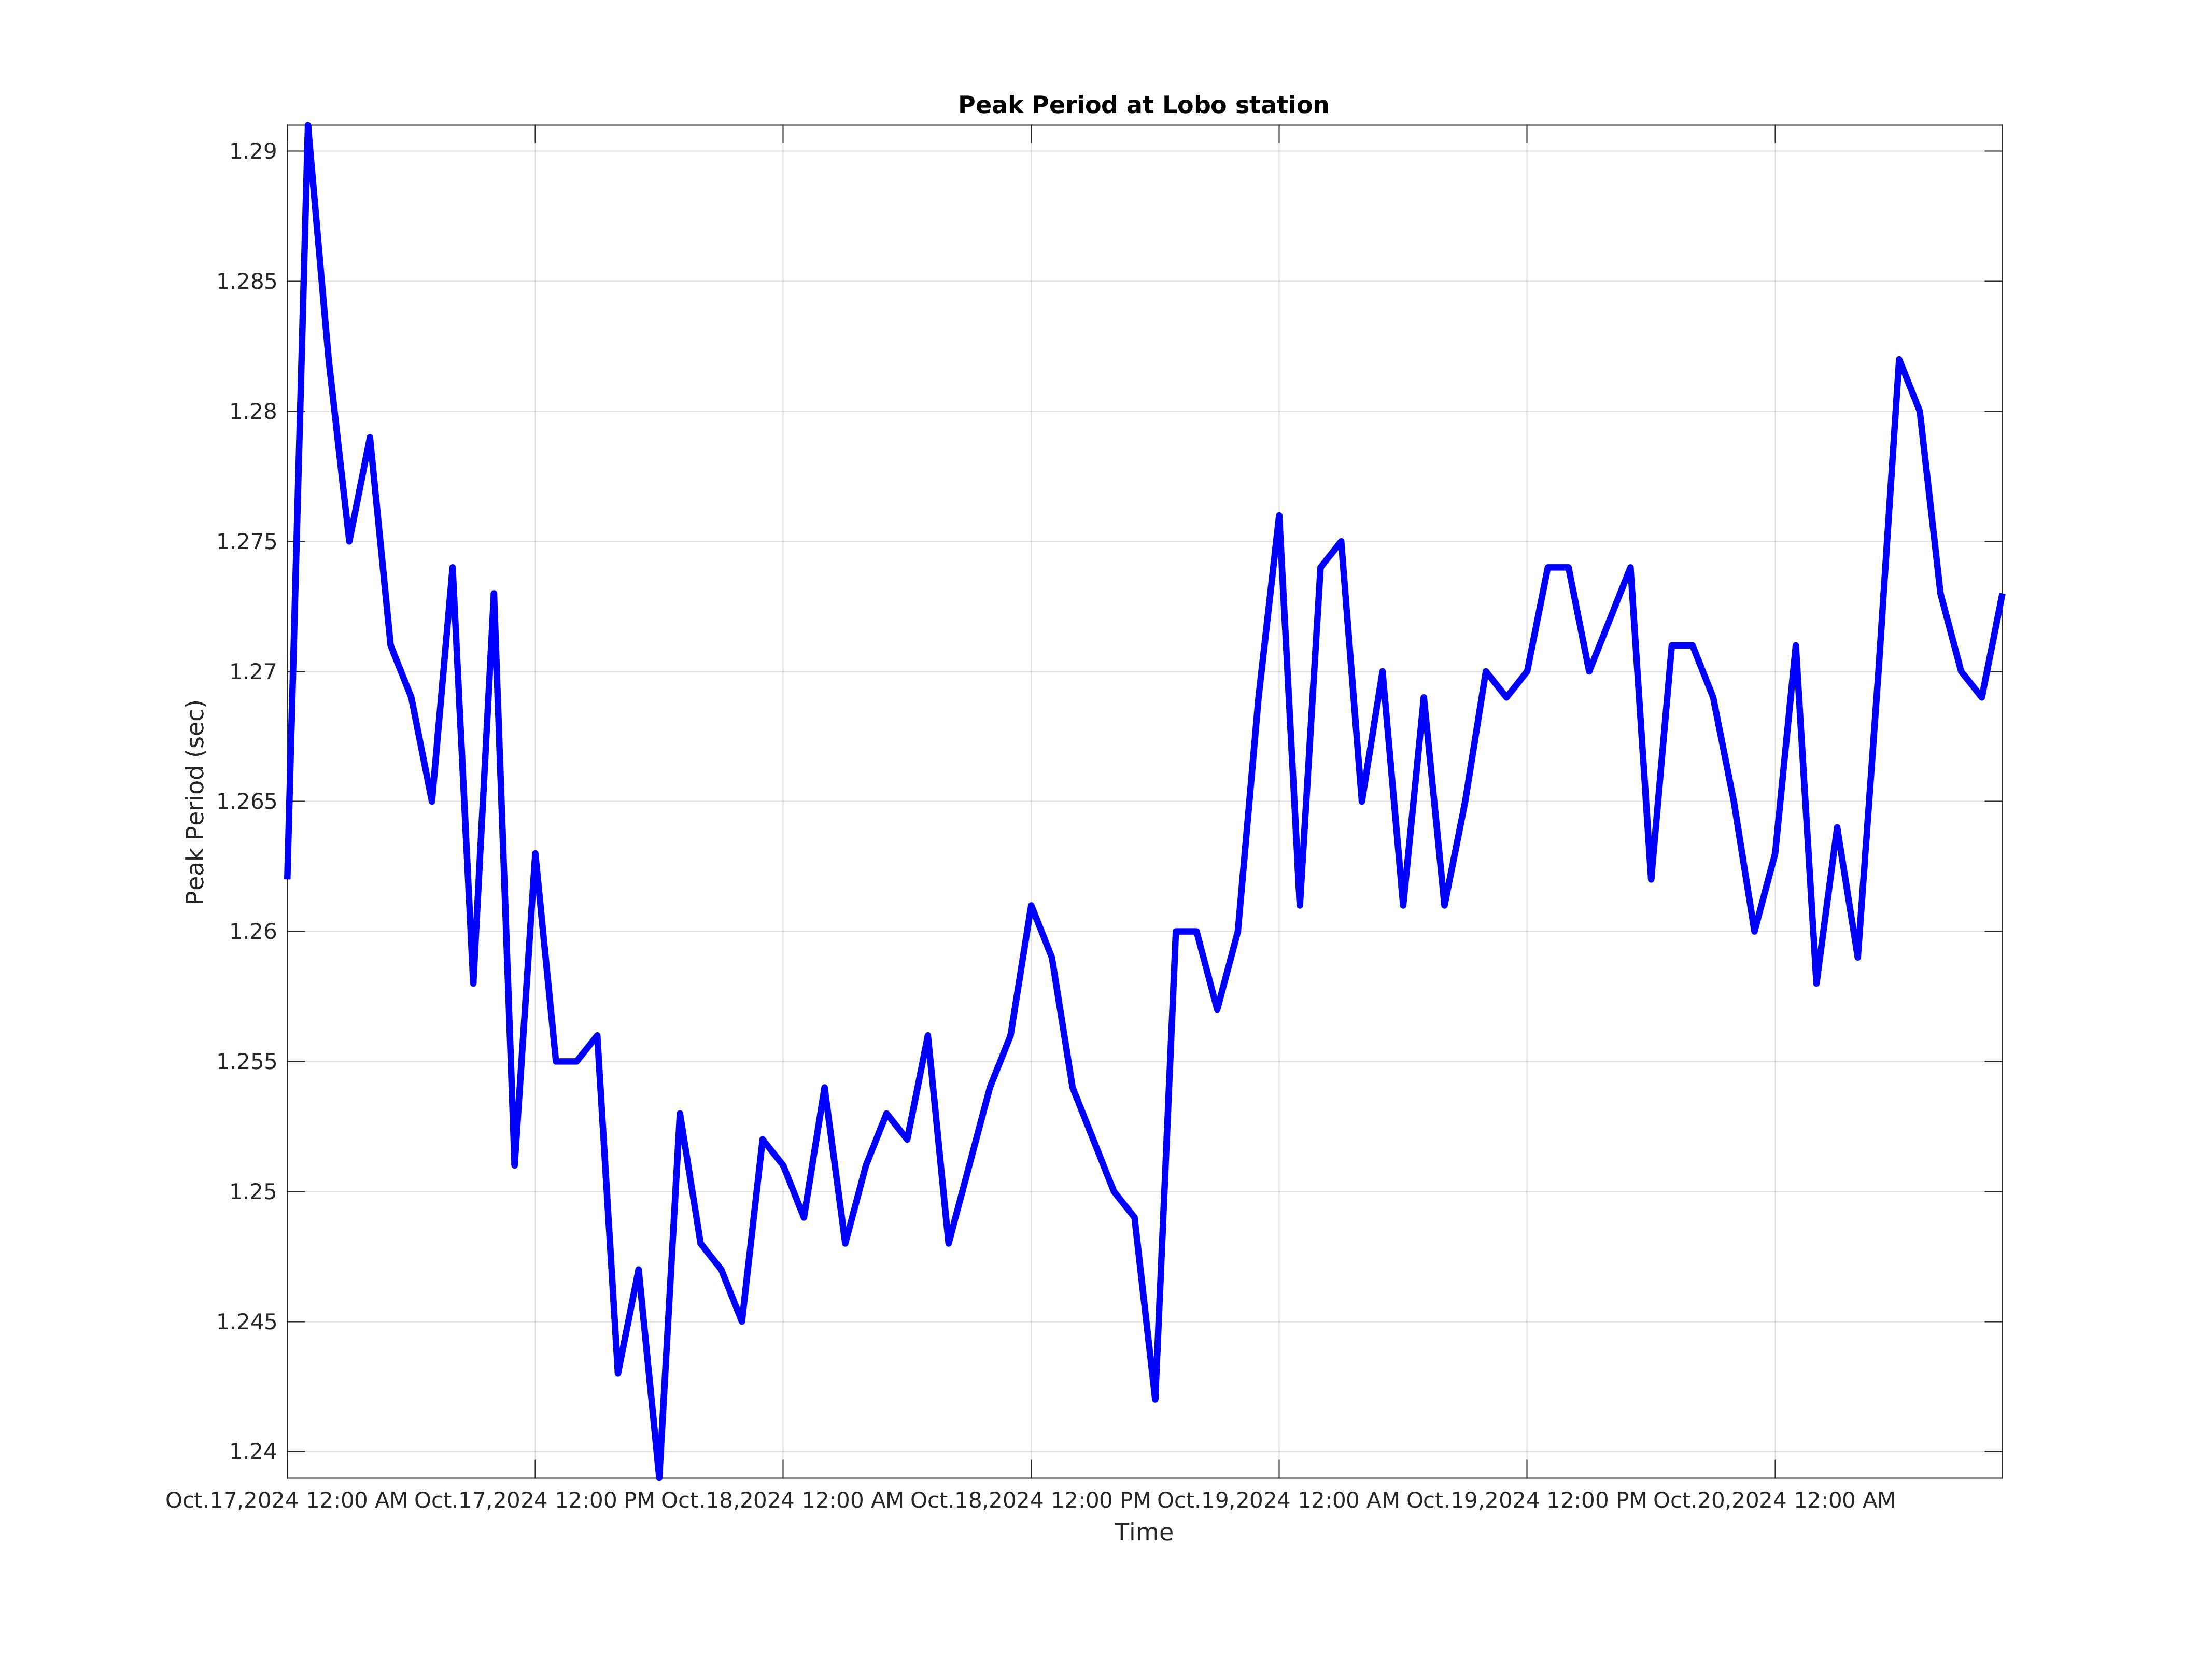 Peak Period at Lobo station
1.29
1.285
1.28
1.275
1.27
1.265
1.26
1.255
1.25
1.245
1.24
Peak Period (sec)
Oct.17,2024 12:00 AM Oct.17,2024 12:00 PM Oct.18,2024 12:00 AM Oct.18,2024 12:00 PM Oct.19,2024 12:00 AM Oct.19,2024 12:00 PM Oct.20,2024 12:00 AM
Time